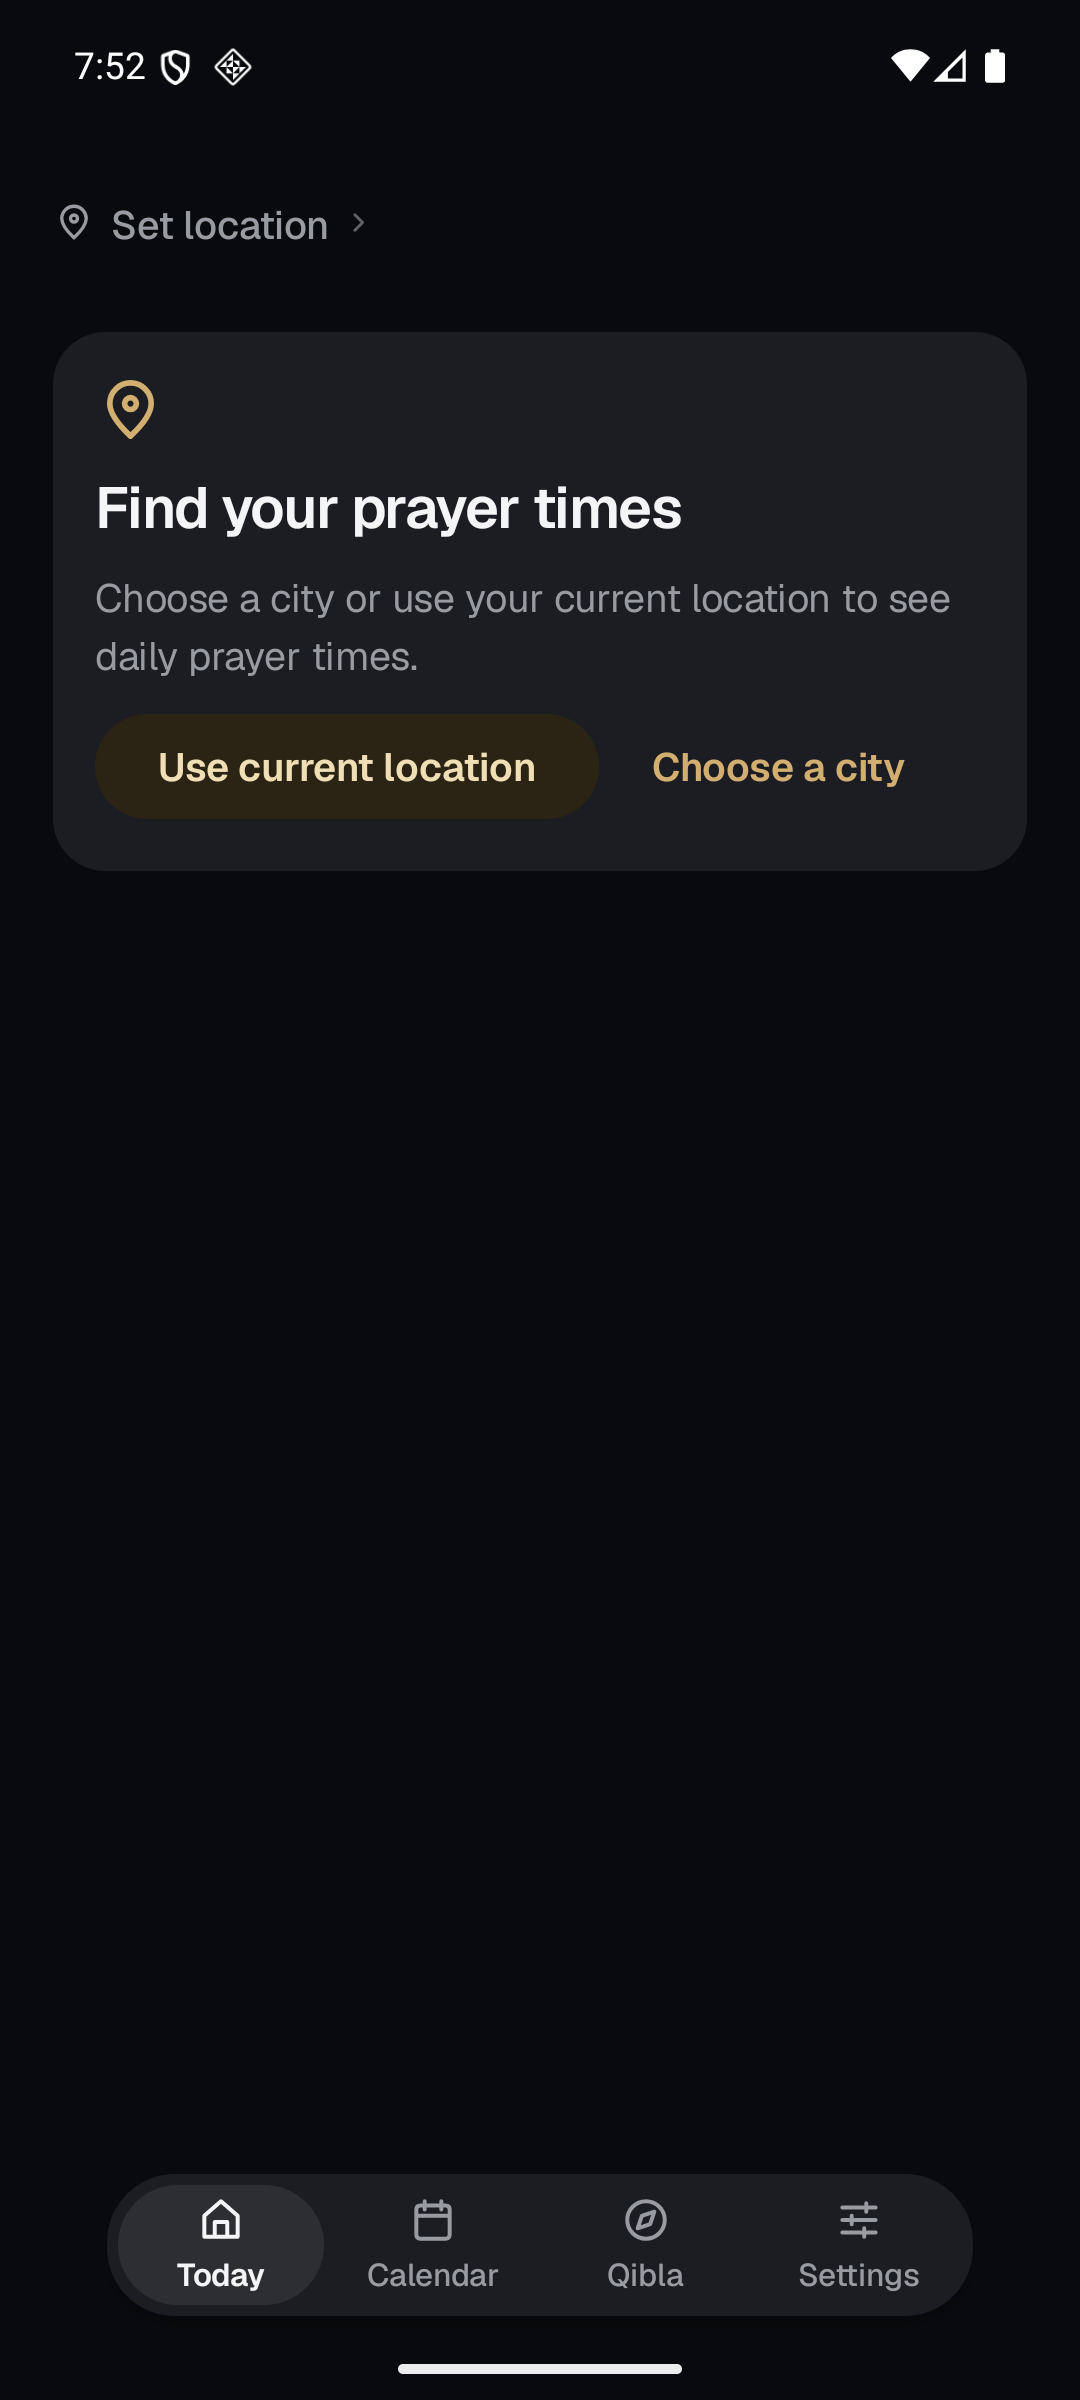 7:52
Set location
Find your prayer times
Choose a city or use your current location to see
daily prayer times.
Use current location
Choose a city
Today
Calendar
Qibla
Settings